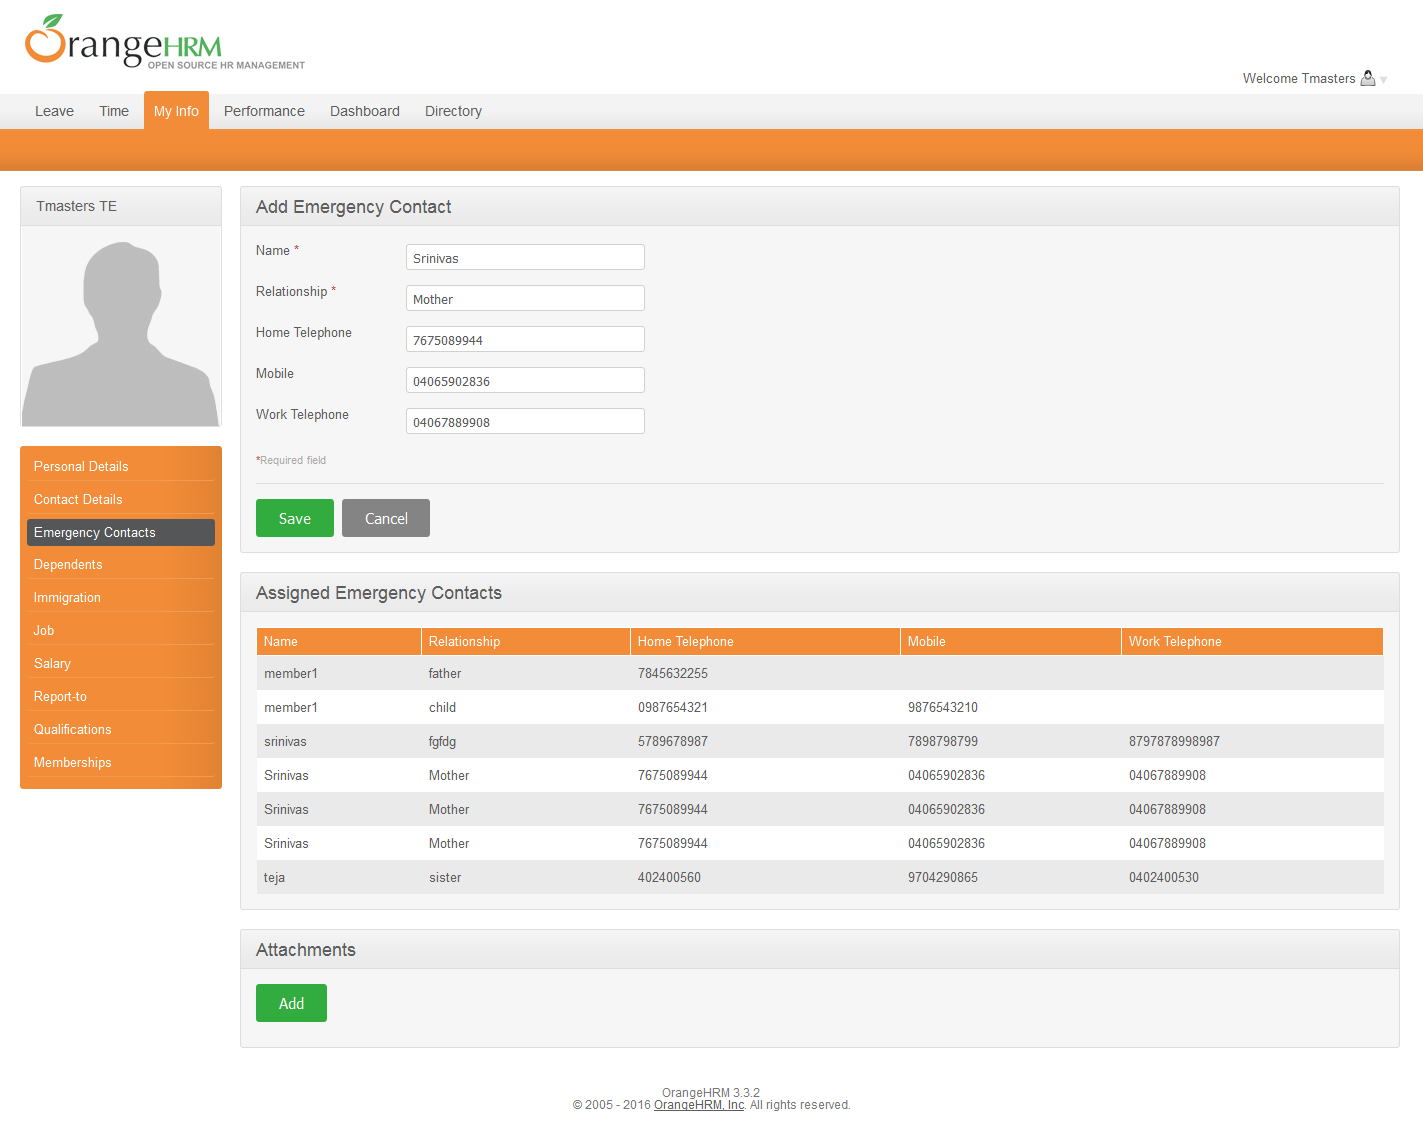 OrangeHRM
OPEN SOURCE HR MANAGEMENT
Welcome Tmasters
Leave Time My Info Performance Dashboard Directory
Tmasters TE
Personal Details
Contact Details
Emergency Contacts
Dependents
Immigration
Job
Salary
Report-to
Qualifications
Memberships
Add Emergency Contact
Name * Srinivas
Relationship * Mother
Home Telephone 7675089944
Mobile 04065902836
Work Telephone 04067889908
*Required field
Save Cancel
Assigned Emergency Contacts
Name Relationship Home Telephone Mobile Work Telephone
member1 father 7845632255
member1 child 0987654321 9876543210
srinivas fgfdg 5789678987 7898798799 8797878998987
Srinivas Mother 7675089944 04065902836 04067889908
Srinivas Mother 7675089944 04065902836 04067889908
Srinivas Mother 7675089944 04065902836 04067889908
teja sister 402400560 9704290865 0402400530
Attachments
Add
OrangeHRM 3.3.2
© 2005 - 2016 OrangeHRM, Inc. All rights reserved.